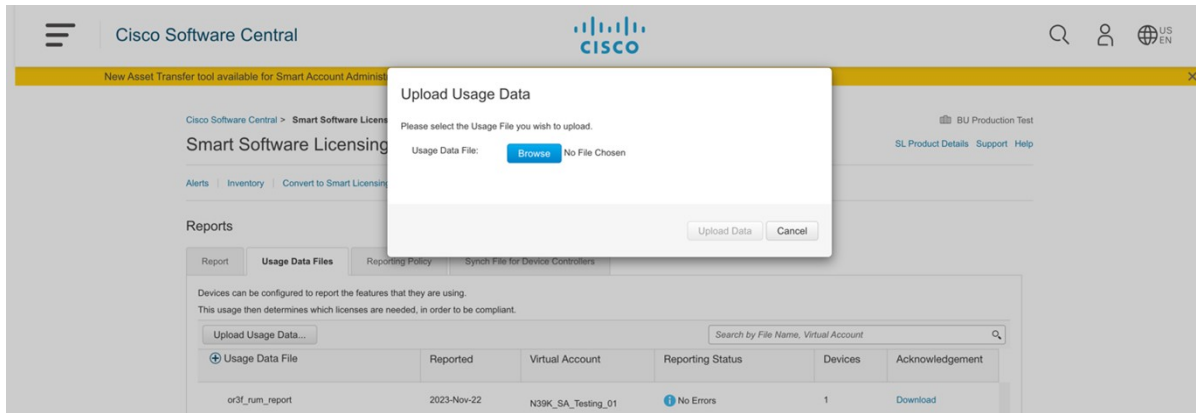 Cisco Software Central
CISCO
US
EN
New Asset Transfer tool available for Smart Account
Upload Usage Data
Please select the Usage File you wish to upload.
Usage Data File: Browse No File Chosen
Upload Data Cancel
Cisco Software Central > Smart Software
BU Production Test
Smart Software Licensing
SL Product Details Support Help
Alerts Inventory Convert to Smart Licensing
Reports
Report Usage Data Files Reporting Policy Synch File for Device Controllers
Devices can be configured to report the features that they are using.
This usage then determines which licenses are needed, in order to be compliant.
Upload Usage Data... Search by File Name, Virtual Account
Usage Data File Reported Virtual Account Reporting Status Devices Acknowledgement
or3f_rum_report 2023-Nov-22 N39K_SA_Testing_01 No Errors 1 Download